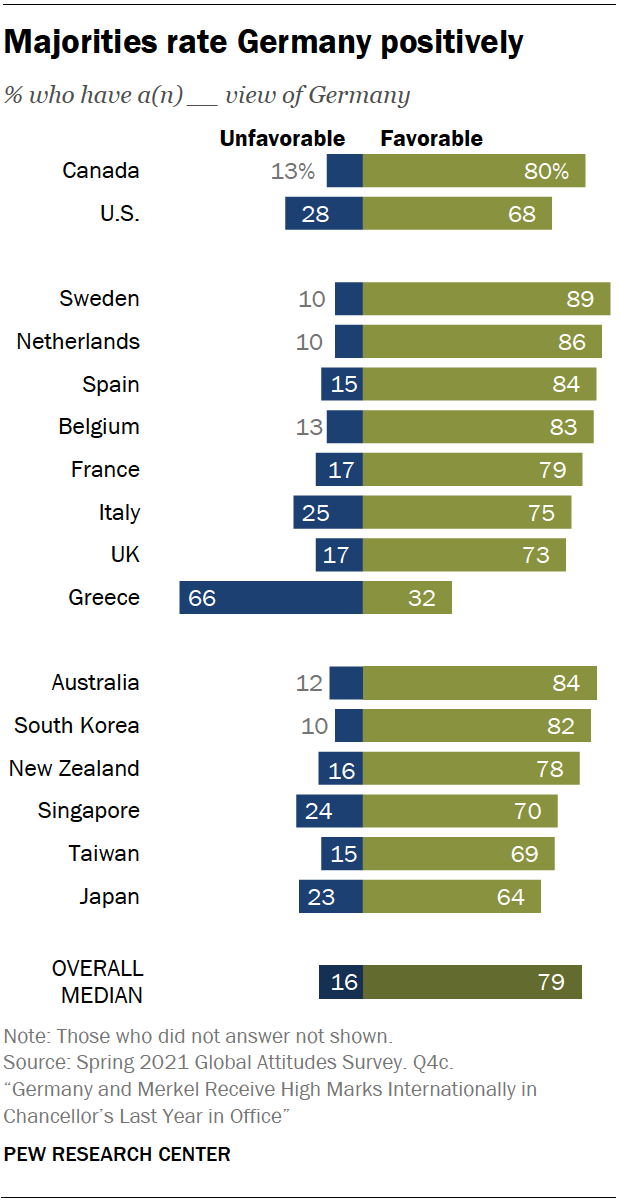 Majorities rate Germany positively
% who have a(n) __ view of Germany
Unfavorable Favorable
Canada 13% 80%
U.S. 28 68
Sweden 10 89
Netherlands 10 86
Spain 15 84
Belgium 13 83
France 17 79
Italy 25 75
UK 17 73
Greece 66 32
Australia 12 84
South Korea 10 82
New Zealand 16 78
Singapore 24 70
Taiwan 15 69
Japan 23 64
OVERALL
MEDIAN 16 79
Note: Those who did not answer not shown.
Source: Spring 2021 Global Attitudes Survey. Q4c.
“Germany and Merkel Receive High Marks Internationally in
Chancellor’s Last Year in Office”
PEW RESEARCH CENTER